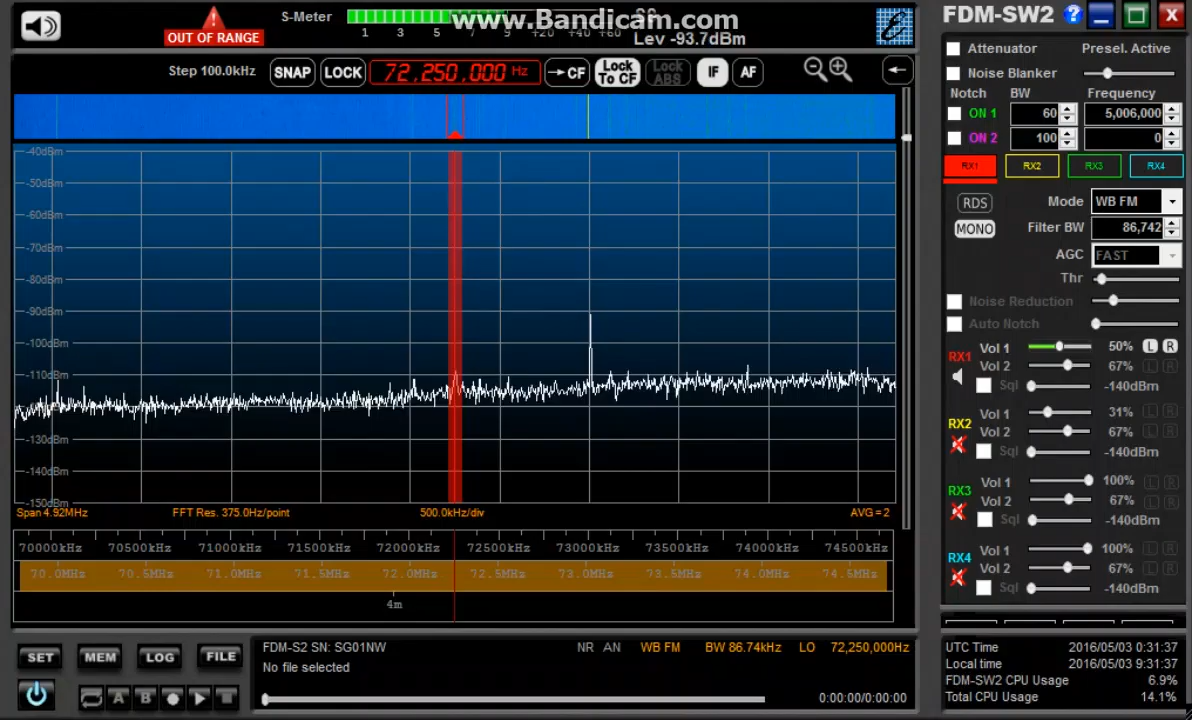 www.Bandicam.com
FDM-SW2 ?
S-Meter
1 3 5 7 9 +20 +40 +60
Lev -93.7dBm
OUT OF RANGE
Step 100.0kHz SNAP LOCK 72,250,000 Hz →CF Lock To CF Lock ABS IF AF
-40dBm
-50dBm
-60dBm
-70dBm
-80dBm
-90dBm
-100dBm
-110dBm
-130dBm
-140dBm
-150dBm
Span 4.92MHz FFT Res. 375.0Hz/point 500.0kHz/div AVG=2
70000kHz 70500kHz 71000kHz 71500kHz 72000kHz 72500kHz 73000kHz 73500kHz 74000kHz 74500kHz
70.0MHz 70.5MHz 71.0MHz 71.5MHz 72.0MHz 72.5MHz 73.0MHz 73.5MHz 74.0MHz 74.5MHz
4m
Attenuator Presel. Active
Noise Blanker
Notch BW Frequency
ON 1 60 5,006,000
ON 2 100 0
RX1 RX2 RX3 RX4
RDS Mode WB FM
MONO Filter BW 86,742
AGC FAST
Thr
Noise Reduction
Auto Notch
RX1 Vol 1 50% L R
Vol 2 67% L R
Sql -140dBm
RX2 Vol 1 31% L R
Vol 2 67% L R
Sql -140dBm
RX3 Vol 1 100% L R
Vol 2 67% L R
Sql -140dBm
RX4 Vol 1 100% L R
Vol 2 67% L R
Sql -140dBm
SET MEM LOG FILE
A B
FDM-S2 SN: SG01NW NR AN WB FM BW 86.74kHz LO 72,250,000Hz
No file selected
0:00:00/0:00:00
UTC Time 2016/05/03 0:31:37
Local time 2016/05/03 9:31:37
FDM-SW2 CPU Usage 6.9%
Total CPU Usage 14.1%